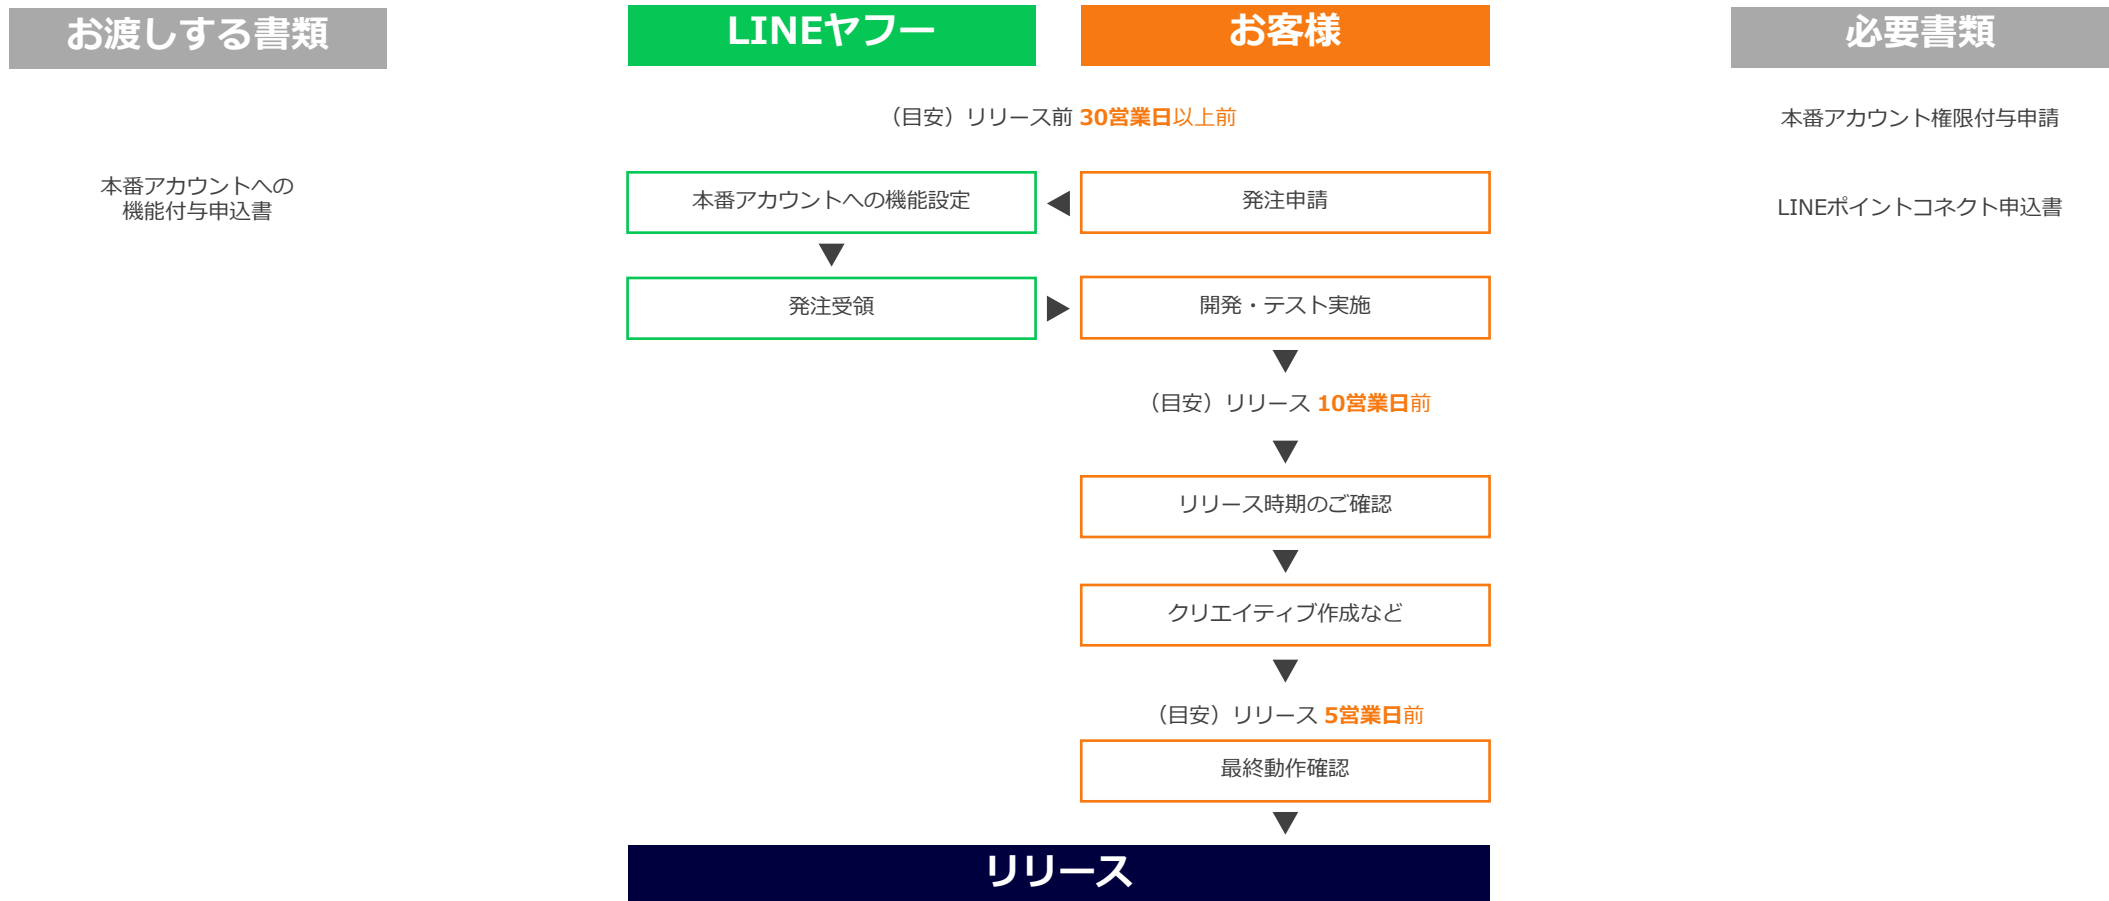 お渡しする書類
LINEヤフー
お客様
必要書類
（目安）リリース前 30営業日以上前
本番アカウント権限付与申請
本番アカウントへの
機能付与申込書
本番アカウントへの機能設定
発注申請
LINEポイントコネクト申込書
発注受領
開発・テスト実施
（目安）リリース 10営業日前
リリース時期のご確認
クリエイティブ作成など
（目安）リリース 5営業日前
最終動作確認
リリース